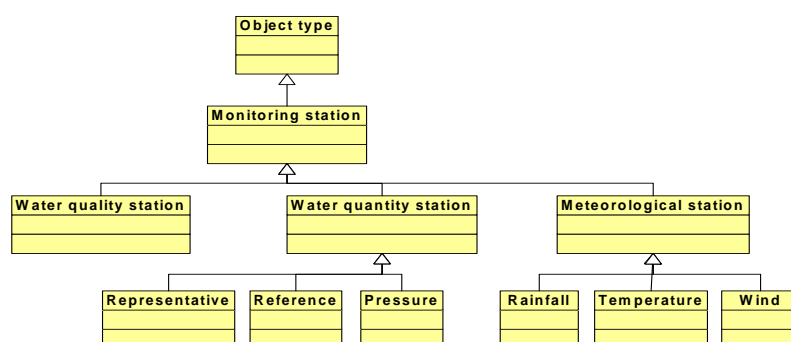 Object type
Monitoring station
Water quality station
Water quantity station
Meteorological station
Representative
Reference
Pressure
Rainfall
Temperature
Wind